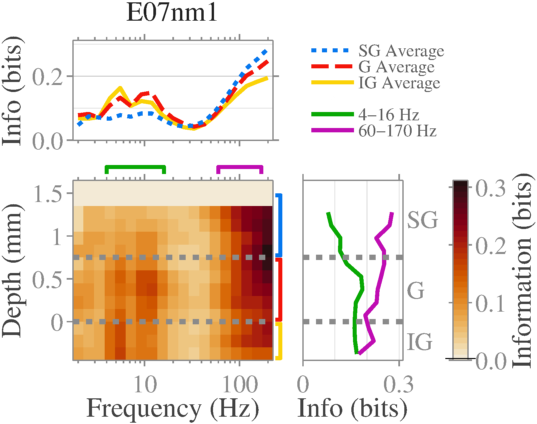 E07nm1
Info (bits)
0.2
0.0
SG Average
G Average
IG Average
4–16 Hz
60–170 Hz
Depth (mm)
1.5
1.0
0.5
0
10
100
Frequency (Hz)
SG
G
IG
0
0.3
Info (bits)
0.3
0.2
0.1
0.0
Information (bits)